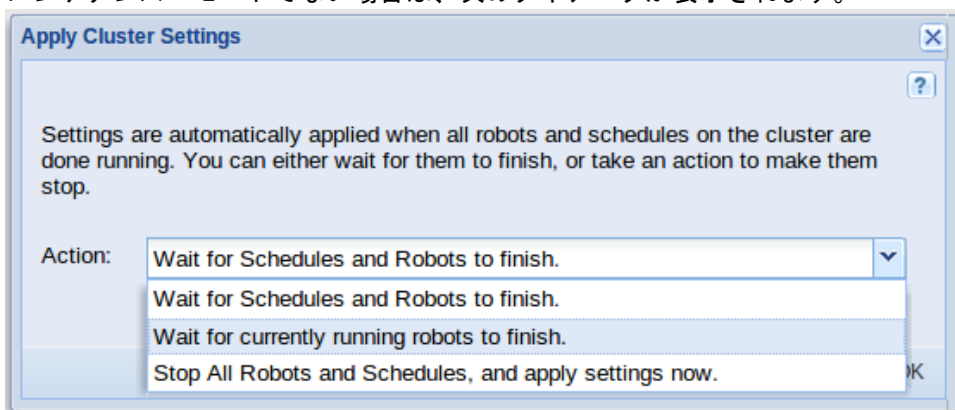 Apply Cluster Settings
Settings are automatically applied when all robots and schedules on the cluster are
done running. You can either wait for them to finish, or take an action to make them
stop.
Action:
Wait for Schedules and Robots to finish.
Wait for Schedules and Robots to finish.
Wait for currently running robots to finish.
Stop All Robots and Schedules, and apply settings now.